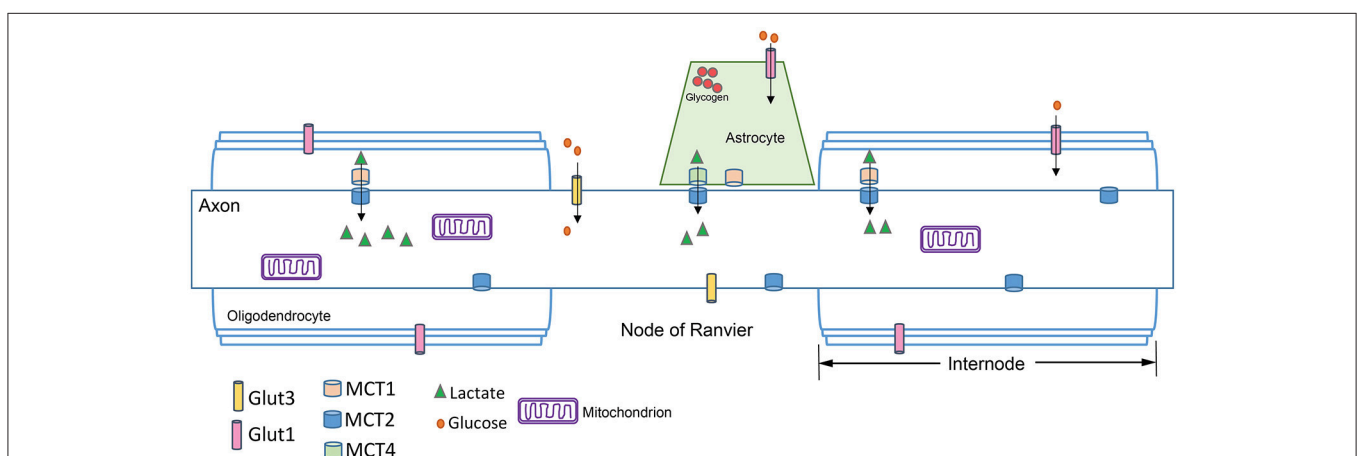 Glycogen
Astrocyte
Axon
Oligodendrocyte
Node of Ranvier
Internode
Glut3
MCT1
Lactate
MCT2
Glucose
Mitochondrion
Glut1
MCT4